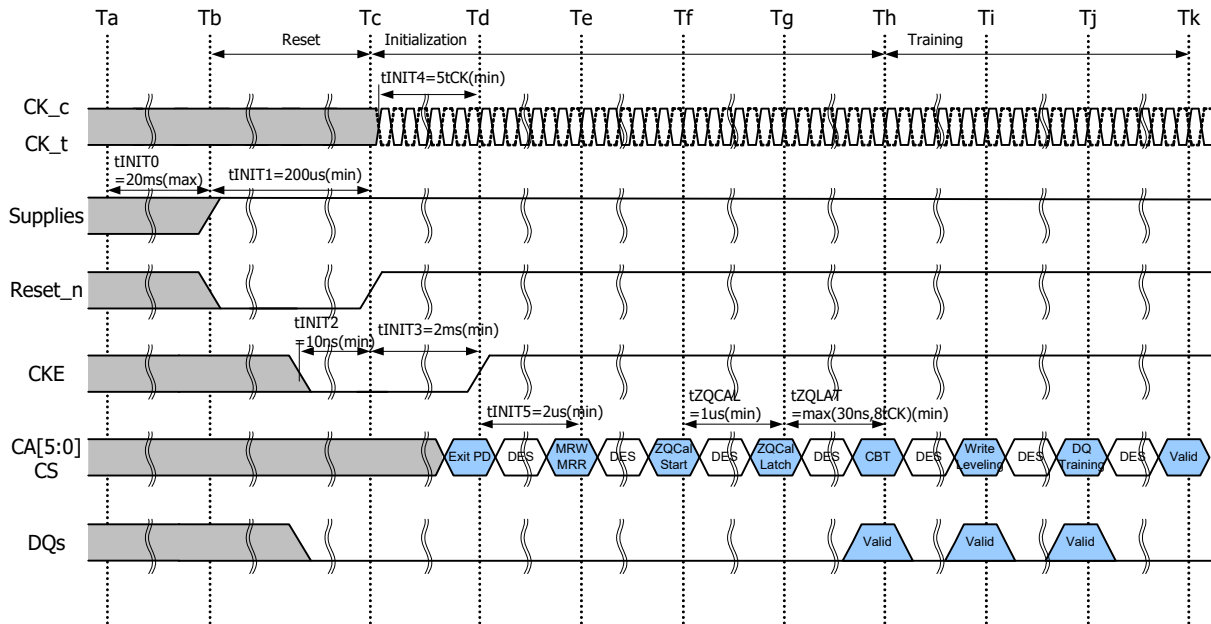 Ta Tb Tc Td Te Tf Tg Th Ti Tj Tk
Reset Initialization Training
tINIT4=5tCK(min)
CK_c
CK_t
tINIT0
=20ms(max)
tINIT1=200us(min)
Supplies
Reset_n
tINIT2
=10ns(min)
tINIT3=2ms(min)
CKE
tINIT5=2us(min)
tZQCAL
=1us(min)
tZQLAT
=max(30ns,8tCK)(min)
CA[5:0]
CS
Exit PD
DES
MRW
MRR
DES
ZQCal
Start
DES
ZQCal
Latch
DES
CBT
DES
Write
Leveling
DES
DQ
Training
DES
Valid
DQs
Valid
Valid
Valid